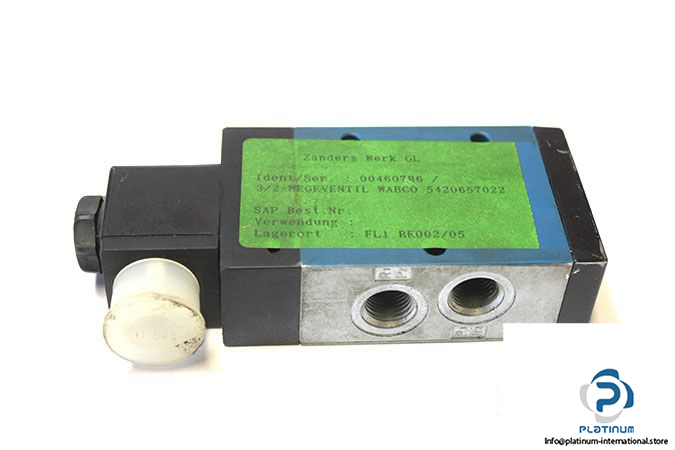 Zanders Werk GL
Ident/Ser. : 00460786 /
3/2-WEGEVENTIL WABCO 5420657022
SAP Best.Nr:
Verwendung :
Lagerort : FL1 RE002/05
PLATINUM
Info@platinum-international.store